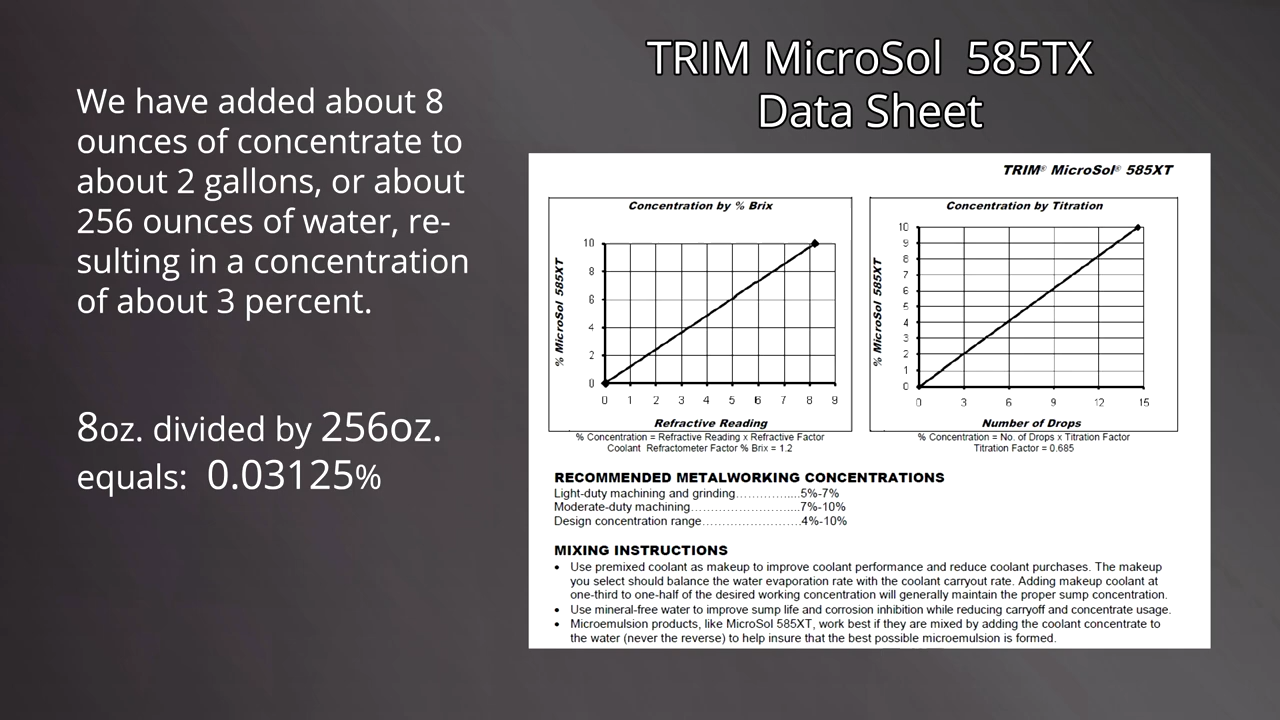 We have added about 8
ounces of concentrate to
about 2 gallons, or about
256 ounces of water, re-
sulting in a concentration
of about 3 percent.
8oz. divided by 256oz.
equals: 0.03125%
TRIM MicroSol 585TX
Data Sheet
TRIM® MicroSol® 585XT
Concentration by % Brix
% MicroSol 585XT
10
8
6
4
2
0
0 1 2 3 4 5 6 7 8 9
Refractive Reading
% Concentration = Refractive Reading x Refractive Factor
Coolant Refractometer Factor % Brix = 1.2
Concentration by Titration
% MicroSol 585XT
10
9
8
7
6
5
4
3
2
1
0
0 3 6 9 12 15
Number of Drops
% Concentration = No. of Drops x Titration Factor
Titration Factor = 0.685
RECOMMENDED METALWORKING CONCENTRATIONS
Light-duty machining and grinding................5%-7%
Moderate-duty machining............................7%-10%
Design concentration range.........................4%-10%
MIXING INSTRUCTIONS
• Use premixed coolant as makeup to improve coolant performance and reduce coolant purchases. The makeup
you select should balance the water evaporation rate with the coolant carryout rate. Adding makeup coolant at
one-third to one-half of the desired working concentration will generally maintain the proper sump concentration.
• Use mineral-free water to improve sump life and corrosion inhibition while reducing carryoff and concentrate usage.
• Microemulsion products, like MicroSol 585XT, work best if they are mixed by adding the coolant concentrate to
the water (never the reverse) to help insure that the best possible microemulsion is formed.